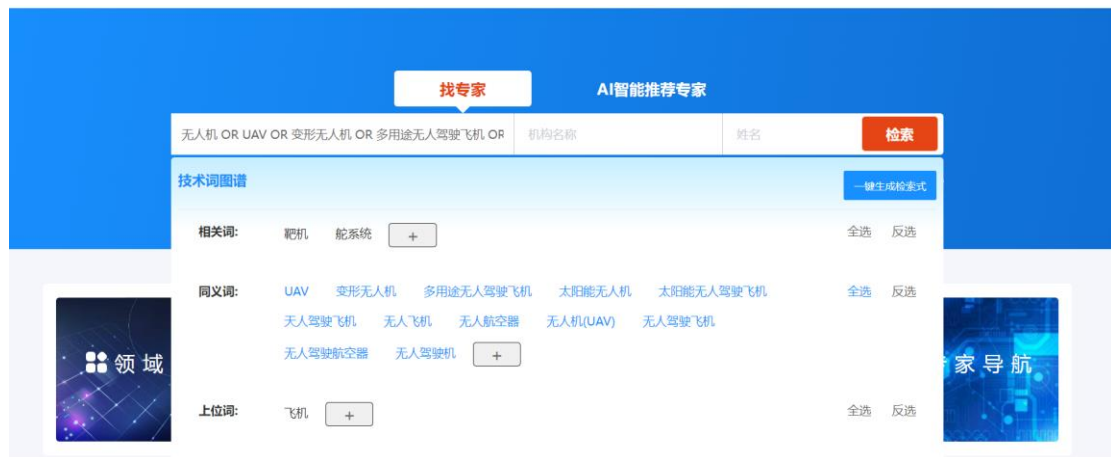 找专家
AI智能推荐专家
无人机 OR UAV OR 变形无人机 OR 多用途无人驾驶飞机 OR
机构名称
姓名
检索
技术词图谱
一键生成检索式
相关词: 靶机 舵系统 + 全选 反选
同义词: UAV 变形无人机 多用途无人驾驶飞机 太阳能无人机 太阳能无人驾驶飞机 全选 反选
天人驾驶飞机 无人飞机 无人航空器 无人机(UAV) 无人驾驶飞机
无人驾驶航空器 无人驾驶机 +
领域
家导航
上位词: 飞机 + 全选 反选